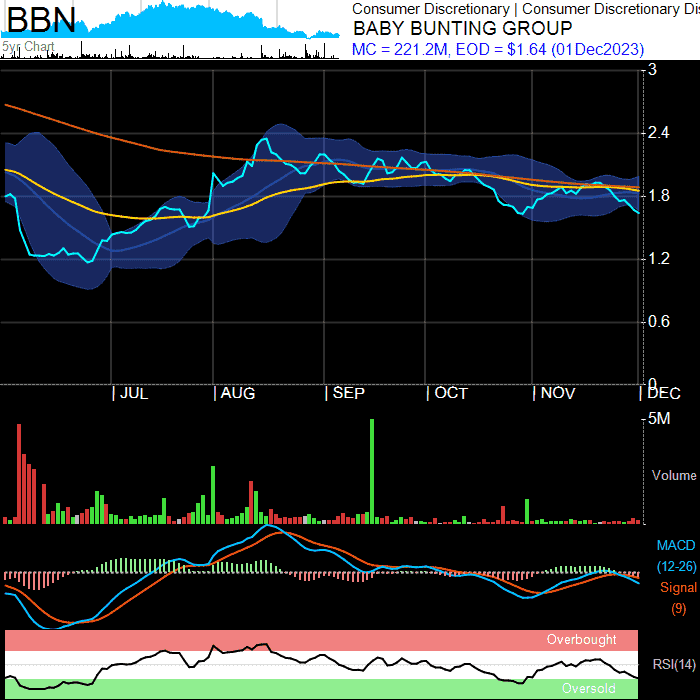 BBN
5yr Chart
Consumer Discretionary | Consumer Discretionary Dis
BABY BUNTING GROUP
MC = 221.2M, EOD = $1.64 (01Dec2023)
3
2.4
1.8
1.2
0.6
0
JUL AUG SEP OCT NOV DEC
5M
Volume
MACD
(12-26)
Signal
(9)
Overbought
RSI(14)
Oversold